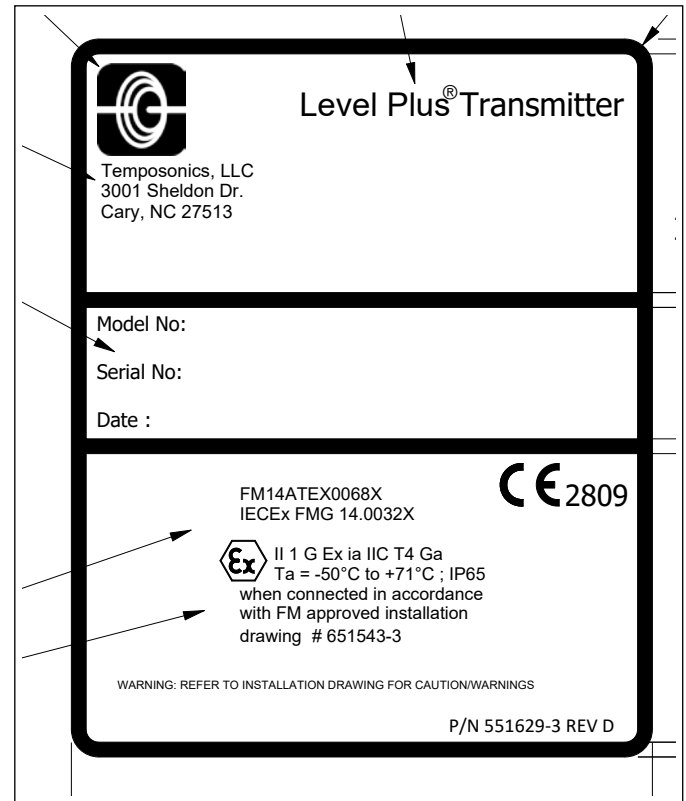 Level Plus® Transmitter
Temposonics, LLC
3001 Sheldon Dr.
Cary, NC 27513
Model No:
Serial No:
Date :
CE 2809
FM14ATEX0068X
IECEx FMG 14.0032X
Ex II 1 G Ex ia IIC T4 Ga
Ta = -50°C to +71°C ; IP65
when connected in accordance
with FM approved installation
drawing # 651543-3
WARNING: REFER TO INSTALLATION DRAWING FOR CAUTION/WARNINGS
P/N 551629-3 REV D